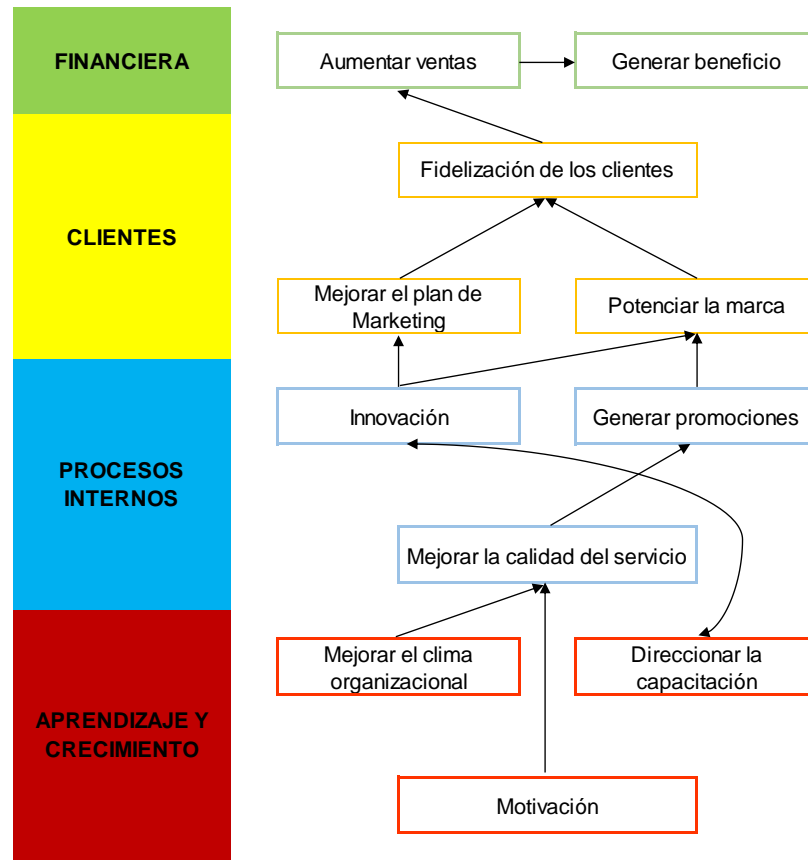 FINANCIERA
Aumentar ventas
Generar beneficio
Fidelización de los clientes
CLIENTES
Mejorar el plan de
Marketing
Potenciar la marca
Innovación
Generar promociones
PROCESOS
INTERNOS
Mejorar la calidad del servicio
Mejorar el clima
organizacional
Direccionar la
capacitación
APRENDIZAJE Y
CRECIMIENTO
Motivación